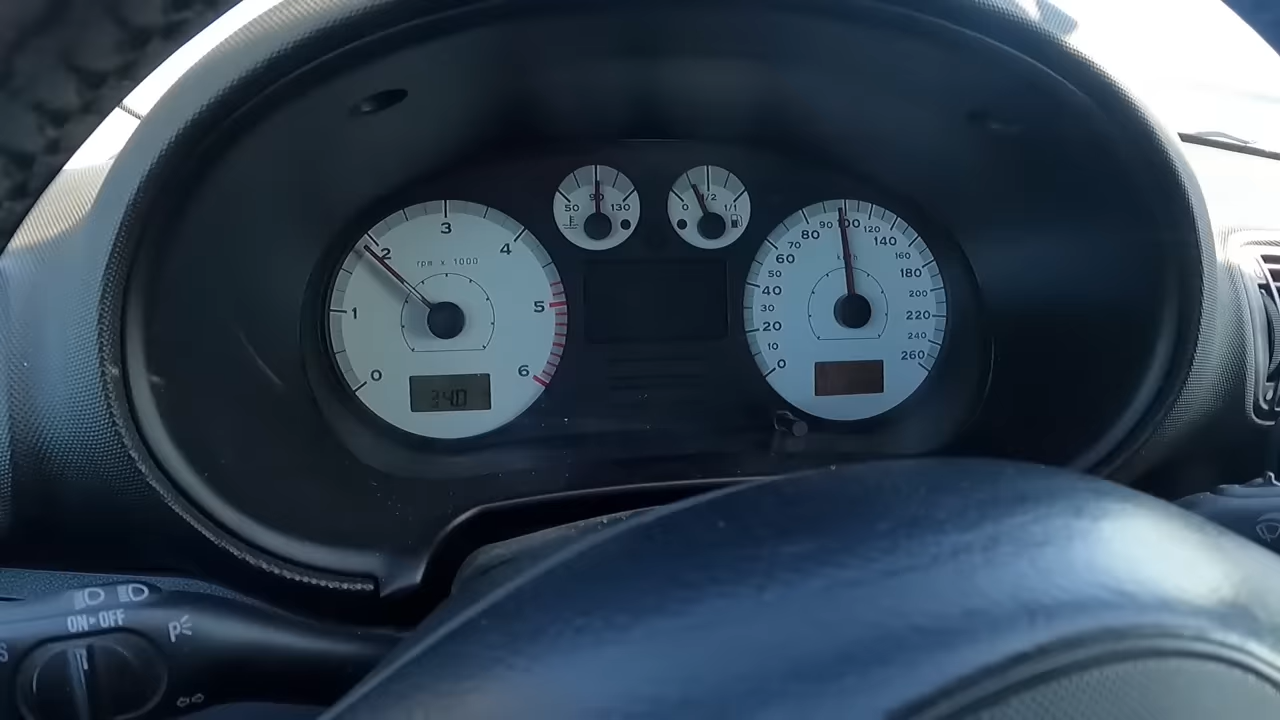 50 90 130
0 1/2 1/1
0 1 2 3 4 5 6
rpm x 1000
0 10 20 30 40 50 60 70 80 90 100 120 140 160 180 200 220 240 260
km/h
ON▸OFF
P
S